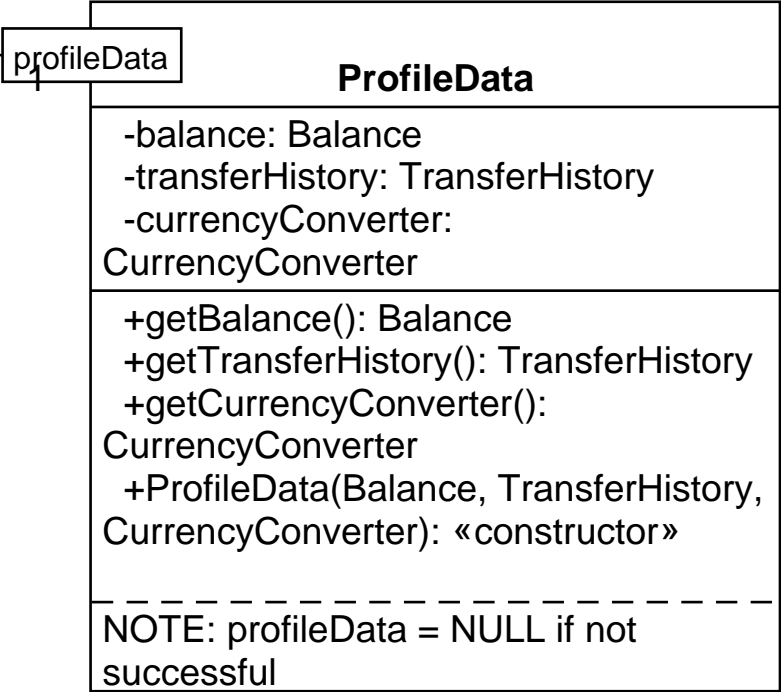 profileData
1
ProfileData
-balance: Balance
-transferHistory: TransferHistory
-currencyConverter:
CurrencyConverter
+getBalance(): Balance
+getTransferHistory(): TransferHistory
+getCurrencyConverter():
CurrencyConverter
+ProfileData(Balance, TransferHistory,
CurrencyConverter): «constructor»
NOTE: profileData = NULL if not
successful